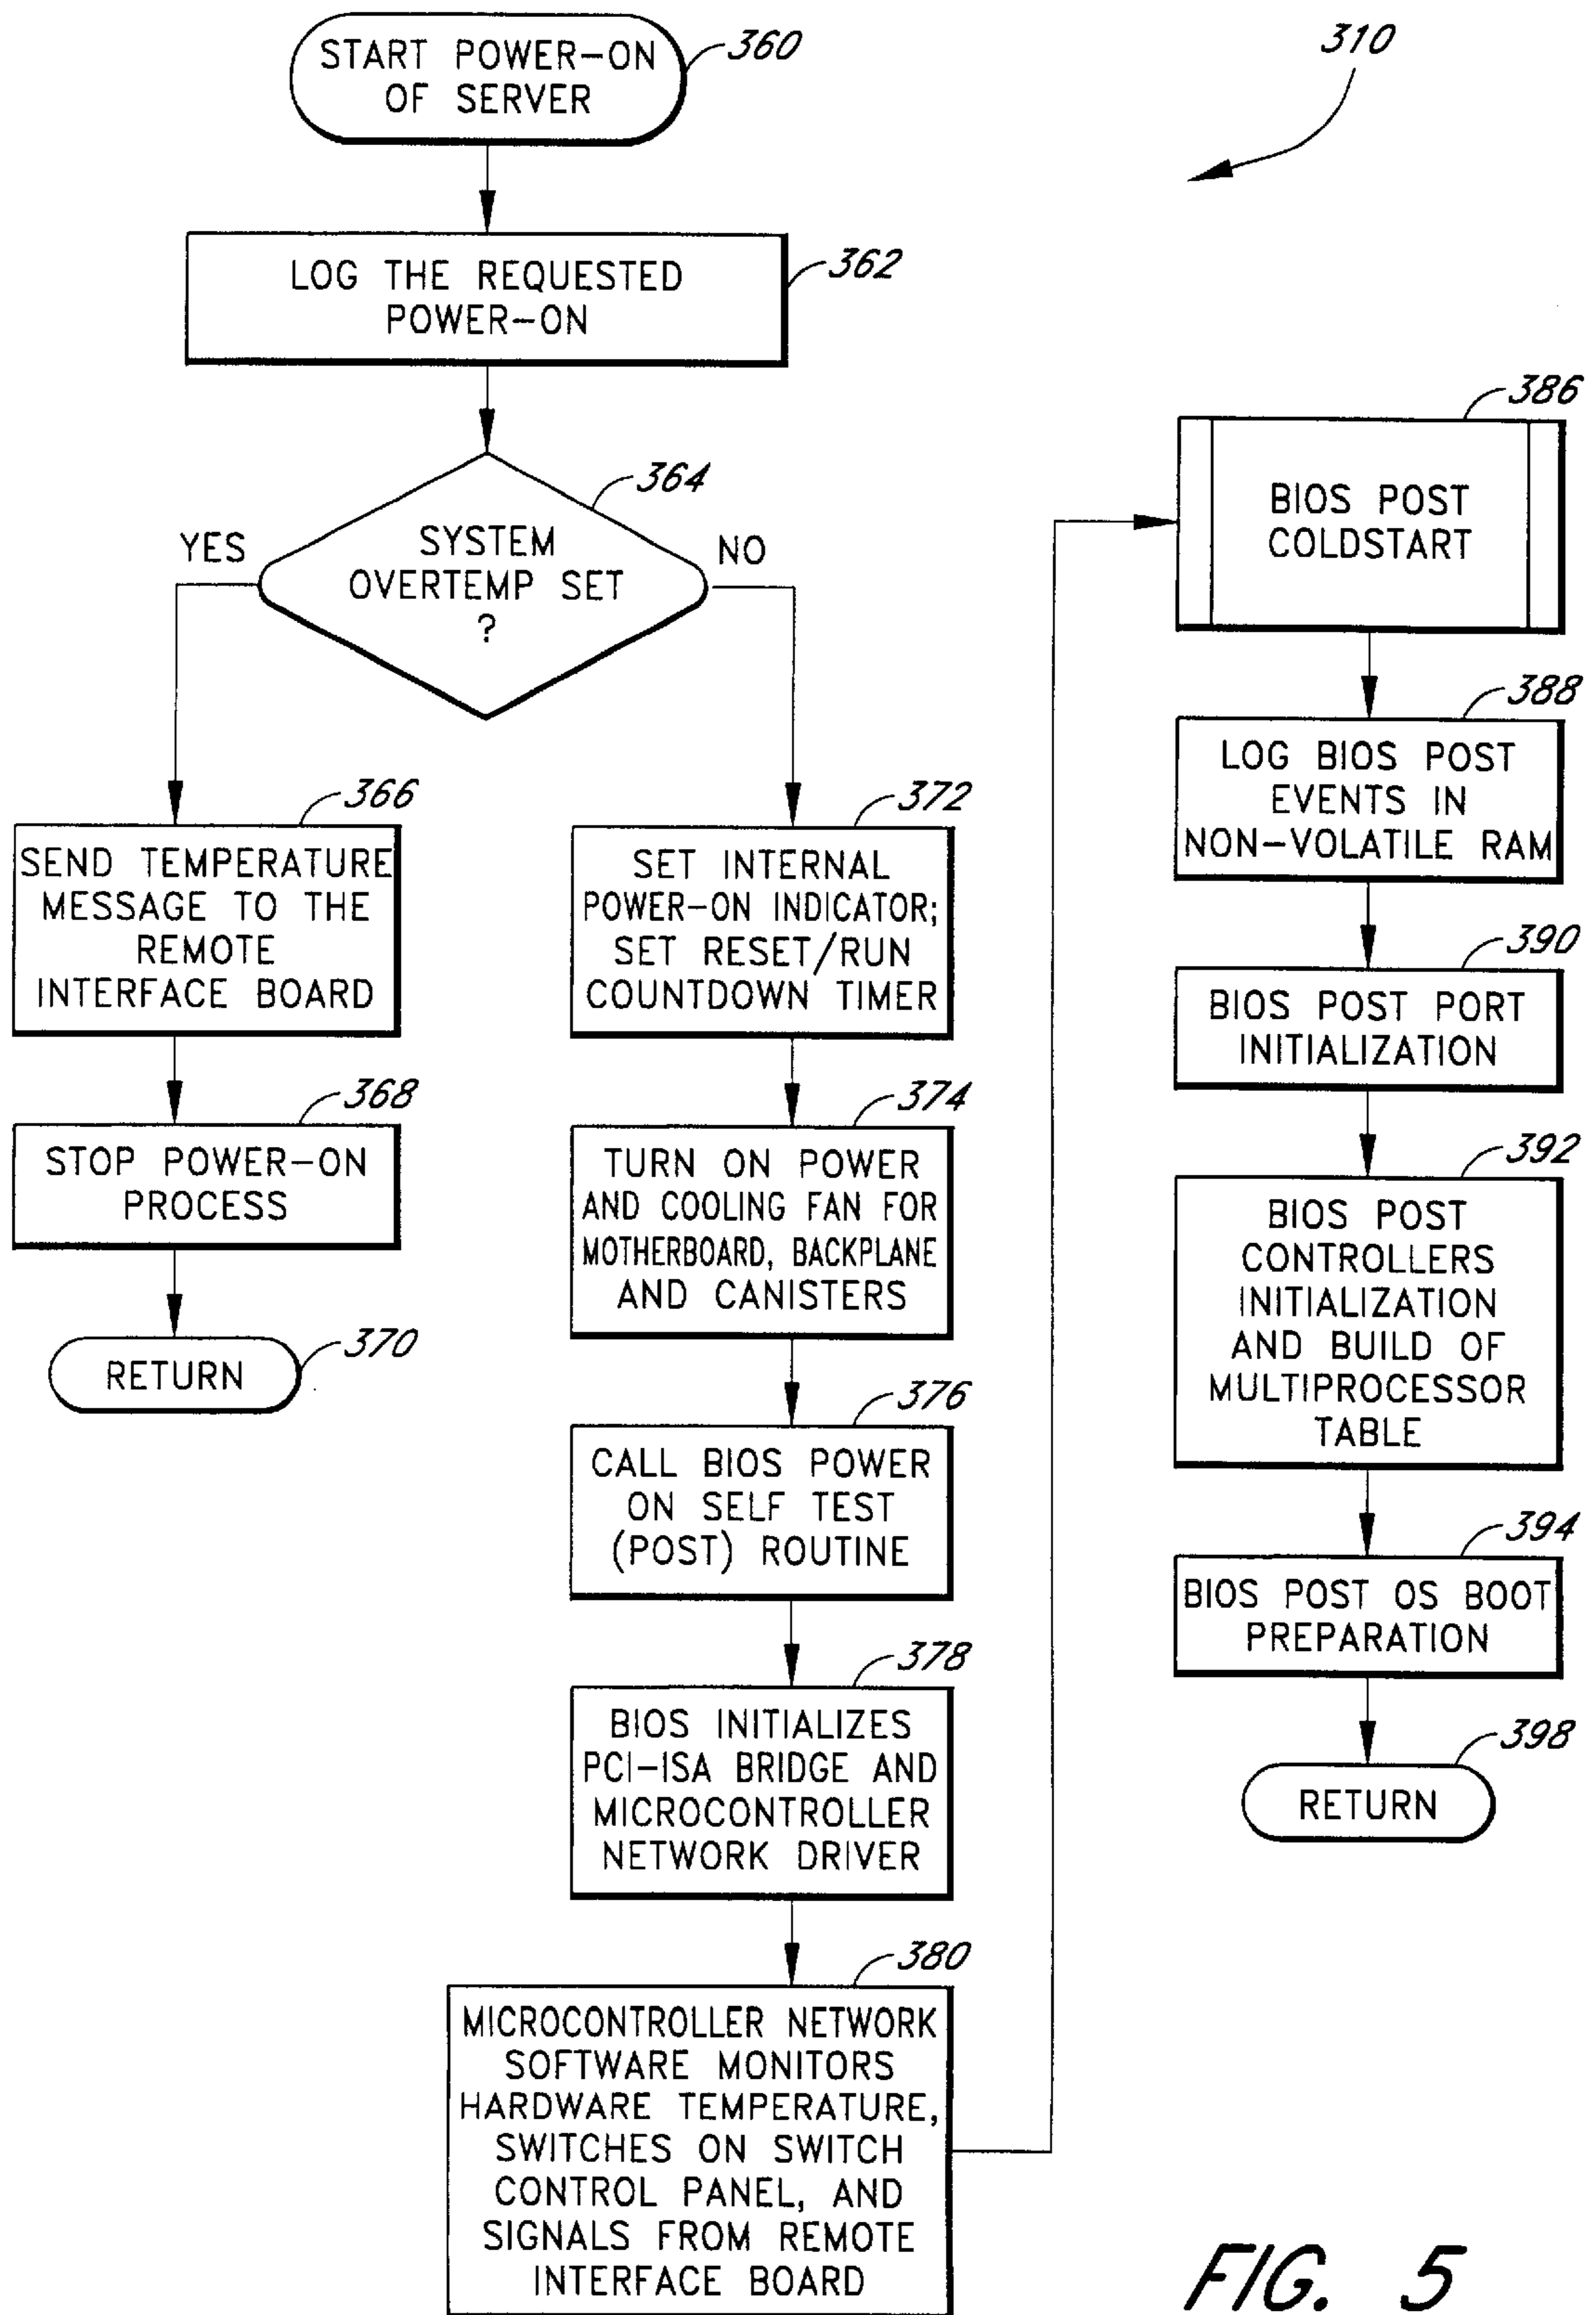 310
START POWER-ON
OF SERVER
360
LOG THE REQUESTED
POWER-ON
362
SYSTEM
OVERTEMP SET
?
364
YES
NO
SEND TEMPERATURE
MESSAGE TO THE
REMOTE
INTERFACE BOARD
366
STOP POWER-ON
PROCESS
368
RETURN
370
SET INTERNAL
POWER-ON INDICATOR;
SET RESET/RUN
COUNTDOWN TIMER
372
TURN ON POWER
AND COOLING FAN FOR
MOTHERBOARD, BACKPLANE
AND CANISTERS
374
CALL BIOS POWER
ON SELF TEST
(POST) ROUTINE
376
BIOS INITIALIZES
PCI-ISA BRIDGE AND
MICROCONTROLLER
NETWORK DRIVER
378
MICROCONTROLLER NETWORK
SOFTWARE MONITORS
HARDWARE TEMPERATURE,
SWITCHES ON SWITCH
CONTROL PANEL, AND
SIGNALS FROM REMOTE
INTERFACE BOARD
380
BIOS POST
COLDSTART
386
LOG BIOS POST
EVENTS IN
NON-VOLATILE RAM
388
BIOS POST PORT
INITIALIZATION
390
BIOS POST
CONTROLLERS
INITIALIZATION
AND BUILD OF
MULTIPROCESSOR
TABLE
392
BIOS POST OS BOOT
PREPARATION
394
RETURN
398
FIG. 5